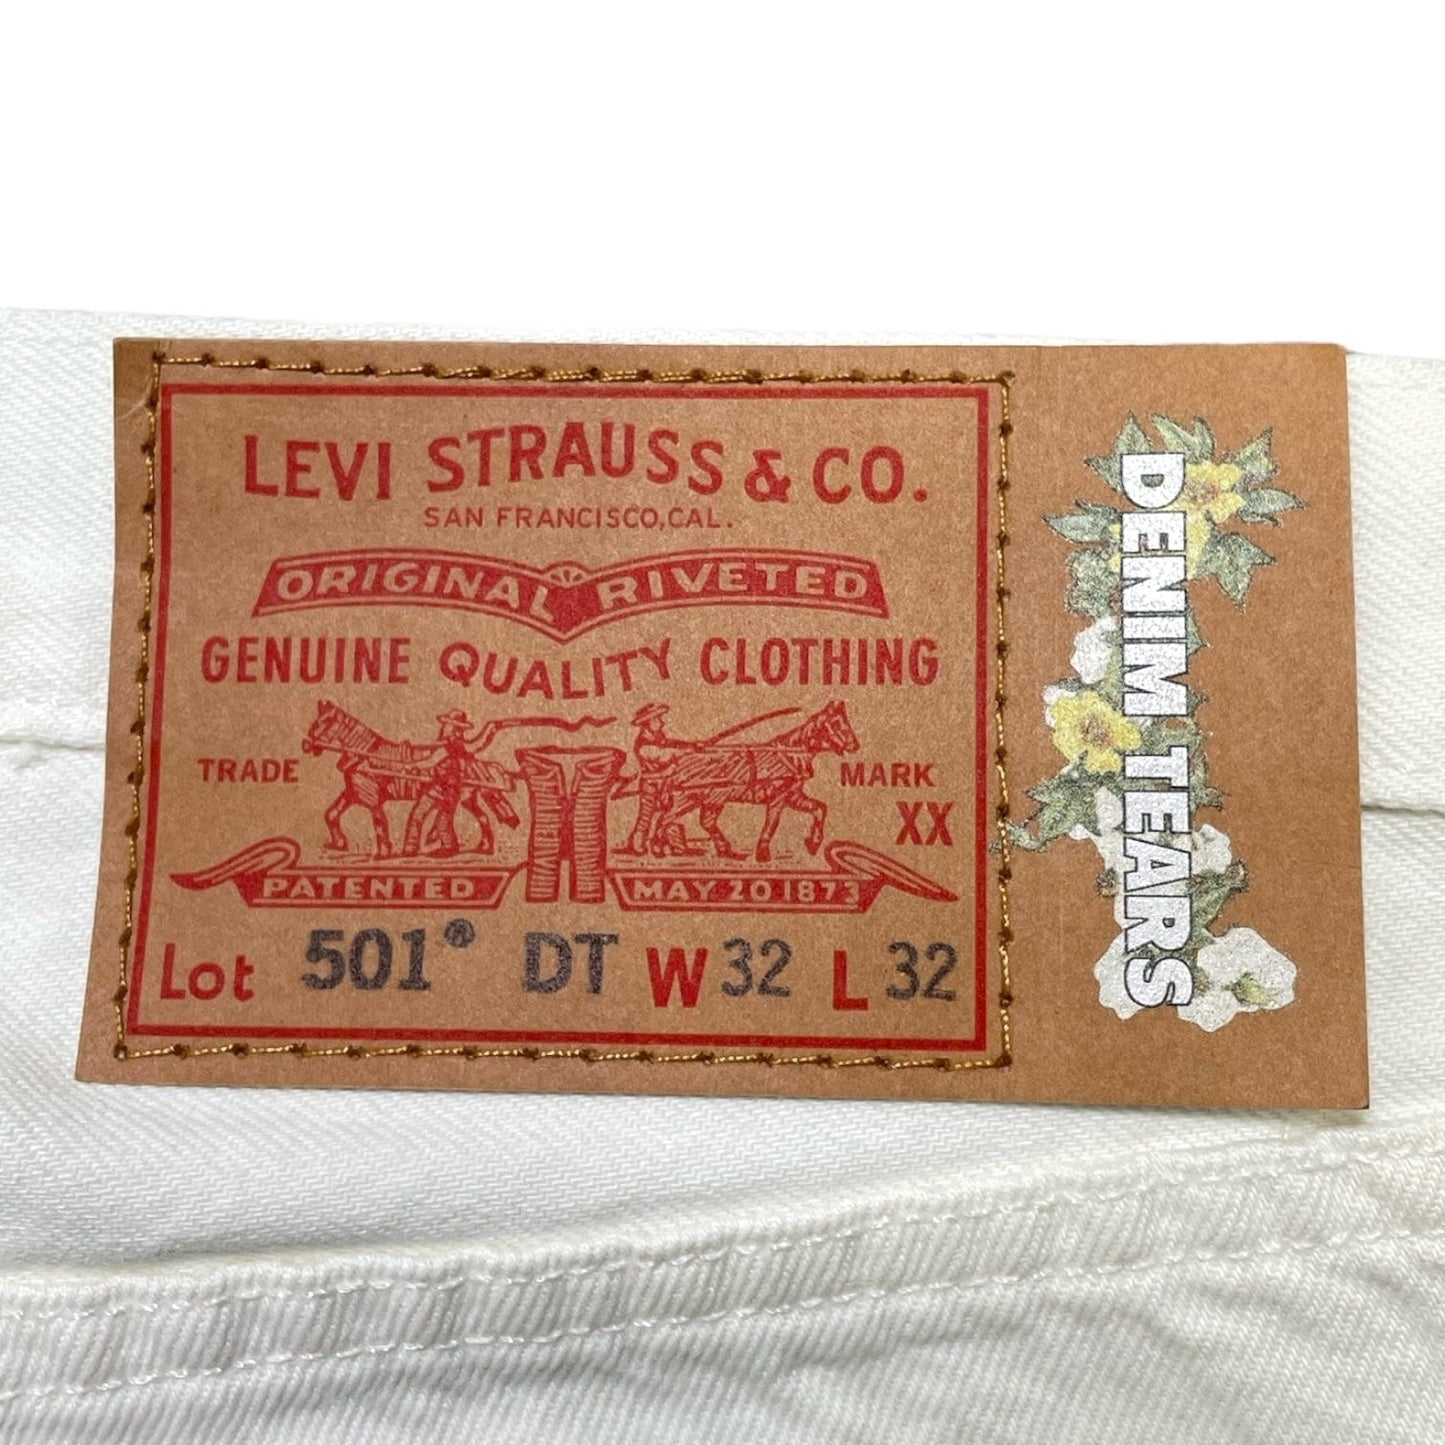 LEVI STRAUSS & CO.
SAN FRANCISCO, CAL.
ORIGINAL RIVETED
GENUINE QUALITY CLOTHING
TRADE MARK
XX
PATENTED MAY 20 1873
Lot 501® DT W 32 L 32
DENIM TEARS